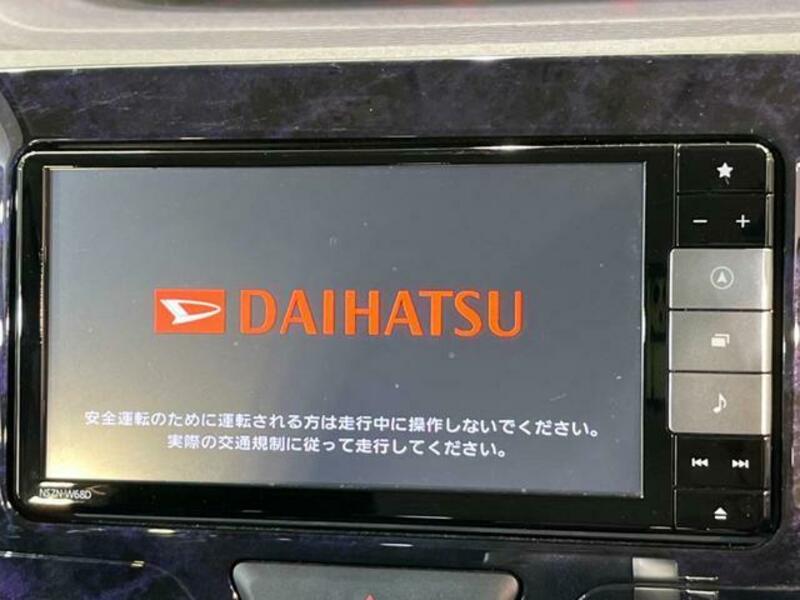 DAIHATSU
安全運転のために運転される方は走行中に操作しないでください。
実際の交通規制に従って走行してください。
NSZN-W68D